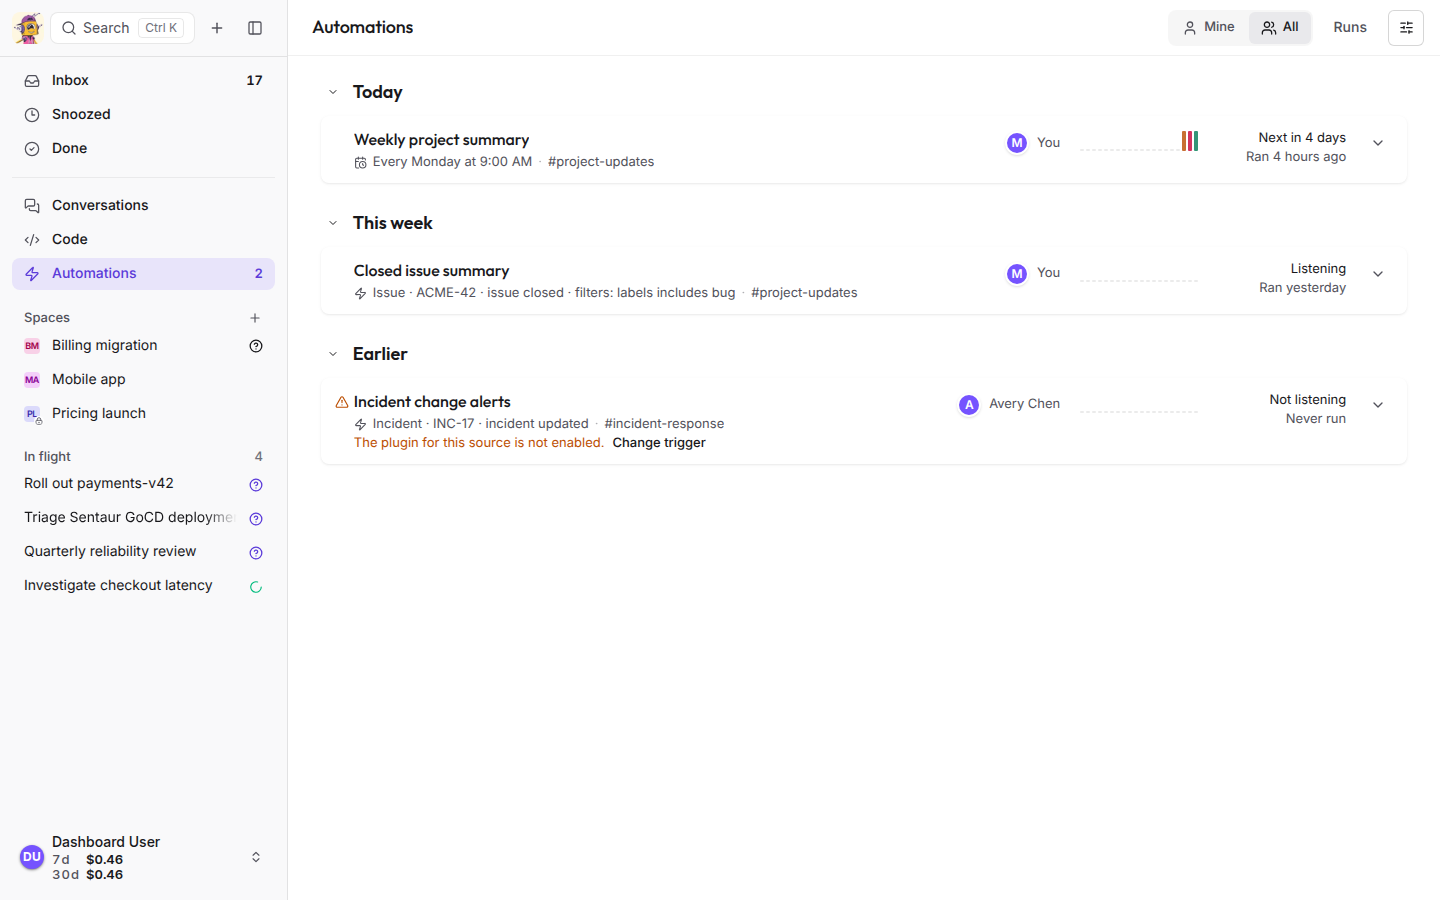 Search Ctrl K
Inbox 17
Snoozed
Done
Conversations
Code
Automations 2
Spaces
BM Billing migration
MA Mobile app
PL Pricing launch
In flight 4
Roll out payments-v42
Triage Sentaur GoCD deployme
Quarterly reliability review
Investigate checkout latency
DU Dashboard User
7d $0.46
30d $0.46
Automations
Mine All Runs
Today
Weekly project summary
Every Monday at 9:00 AM · #project-updates
M You
Next in 4 days
Ran 4 hours ago
This week
Closed issue summary
Issue · ACME-42 · issue closed · filters: labels includes bug · #project-updates
M You
Listening
Ran yesterday
Earlier
Incident change alerts
Incident · INC-17 · incident updated · #incident-response
The plugin for this source is not enabled. Change trigger
A Avery Chen
Not listening
Never run